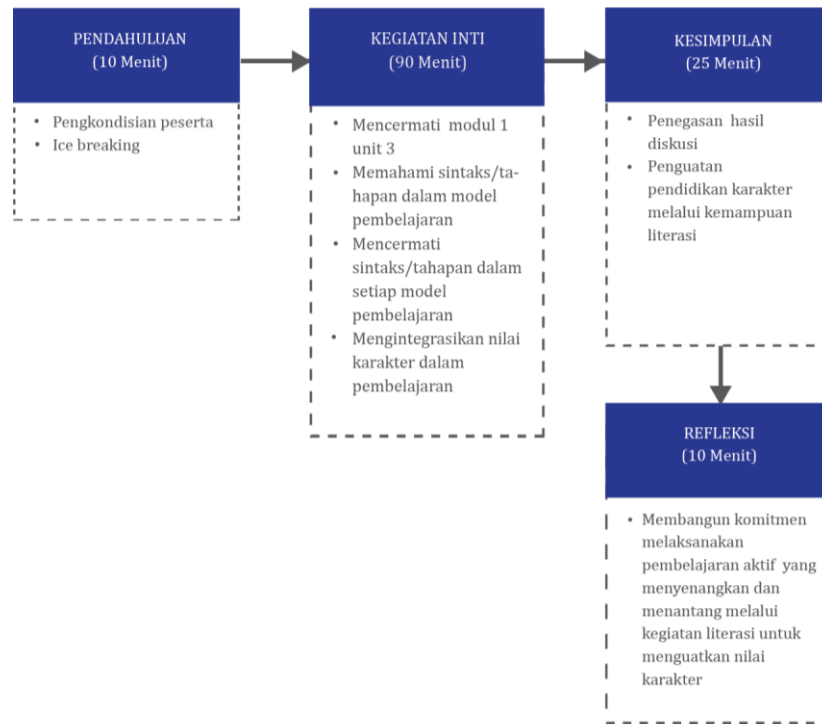 PENDAHULUAN
(10 Menit)
• Pengkondisian peserta
• Ice breaking
KEGIATAN INTI
(90 Menit)
• Mencermati modul 1
unit 3
• Memahami sintaks/ta-
hapan dalam model
pembelajaran
• Mencermati
sintaks/tahapan dalam
setiap model
pembelajaran
• Mengintegrasikan nilai
karakter dalam
pembelajaran
KESIMPULAN
(25 Menit)
• Penegasan hasil
diskusi
• Penguatan
pendidikan karakter
melalui kemampuan
literasi
REFLEKSI
(10 Menit)
• Membangun komitmen
melaksanakan
pembelajaran aktif yang
menyenangkan dan
menantang melalui
kegiatan literasi untuk
menguatkan nilai
karakter